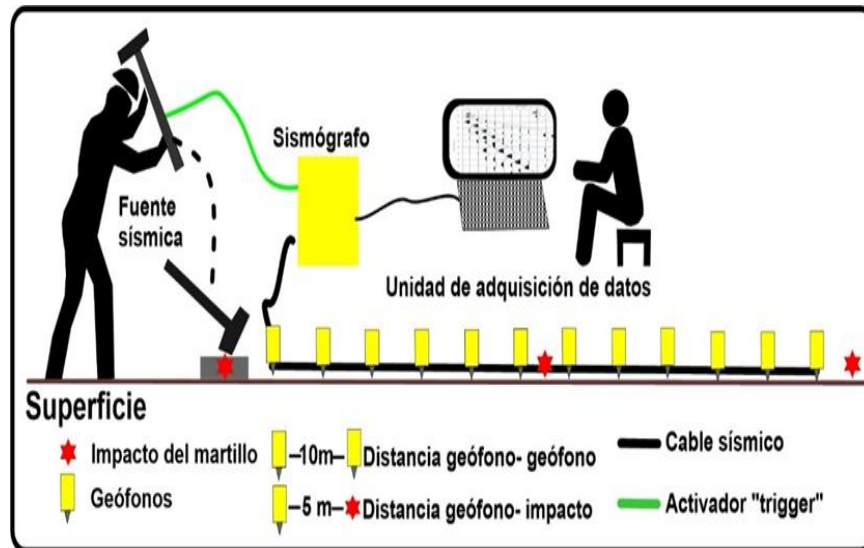 Sismógrafo
Fuente
sísmica
Unidad de adquisición de datos
Superficie
Impacto del martillo
Geófonos
–10m–
Distancia geófono- geófono
–5 m–
Distancia geófono- impacto
Cable sísmico
Activador "trigger"